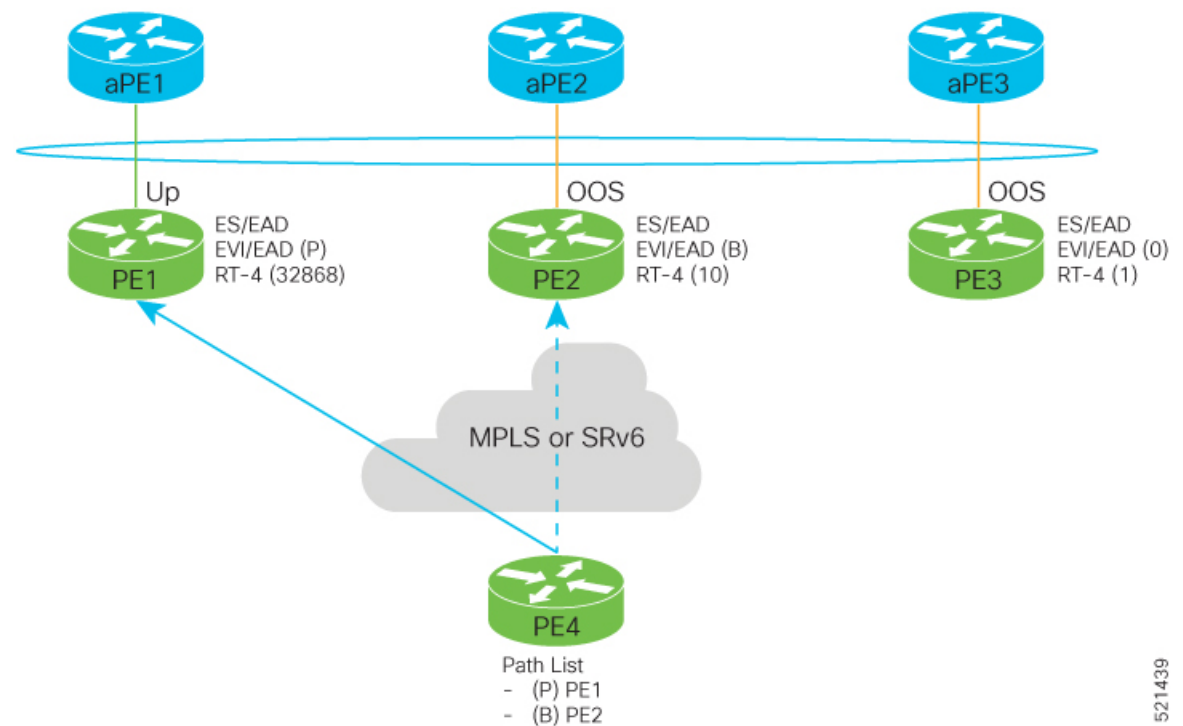 aPE1
aPE2
aPE3
Up
OOS
OOS
PE1
ES/EAD
EVI/EAD (P)
RT-4 (32868)
PE2
ES/EAD
EVI/EAD (B)
RT-4 (10)
PE3
ES/EAD
EVI/EAD (0)
RT-4 (1)
MPLS or SRv6
PE4
Path List
- (P) PE1
- (B) PE2
521439